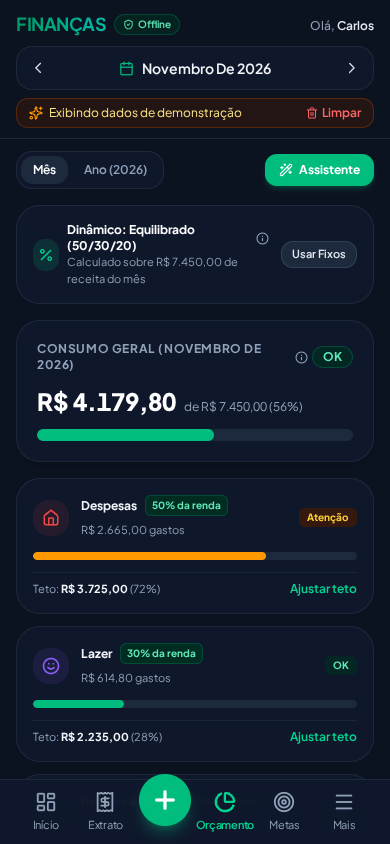 FINANÇAS Offline Olá, Carlos
Novembro De 2026
Exibindo dados de demonstração Limpar
Mês Ano (2026) Assistente
Dinâmico: Equilibrado
(50/30/20)
Calculado sobre R$ 7.450,00 de
receita do mês
Usar Fixos
CONSUMO GERAL (NOVEMBRO DE
2026)
OK
R$ 4.179,80 de R$ 7.450,00 (56%)
Despesas 50% da renda
R$ 2.665,00 gastos
Atenção
Teto: R$ 3.725,00 (72%) Ajustar teto
Lazer 30% da renda
R$ 614,80 gastos
OK
Teto: R$ 2.235,00 (28%) Ajustar teto
Início Extrato Orçamento Metas Mais